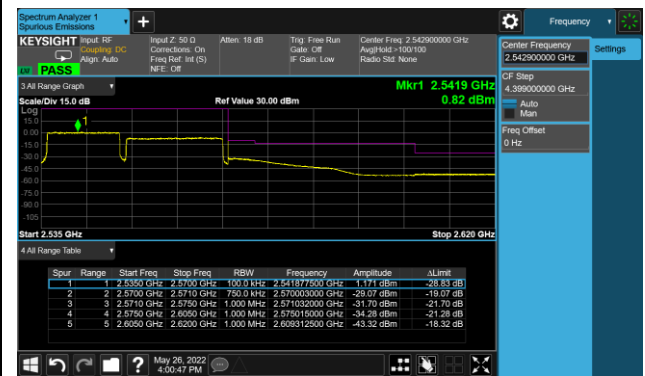 Spectrum Analyzer 1
Spurious Emissions
Frequency
KEYSIGHT
Input: RF
Coupling: DC
Align: Auto
Input Z: 50 Ω
Corrections: On
Freq Ref: Int (S)
NFE: Off
Atten: 18 dB
Trig: Free Run
Gate: Off
IF Gain: Low
Center Freq: 2.542900000 GHz
Avg|Hold:>100/100
Radio Std: None
PASS
Center Frequency
2.542900000 GHz
Settings
CF Step
4.399000000 GHz
Auto
Man
Freq Offset
0 Hz
3 All Range Graph
Mkr1 2.5419 GHz
Scale/Div 15.0 dB
Ref Value 30.00 dBm
0.82 dBm
Log
15.0
0.00
-15.0
-30.0
-45.0
-60.0
-75.0
-90.0
-105
1
Start 2.535 GHz
Stop 2.620 GHz
4 All Range Table
Spur Range Start Freq Stop Freq RBW Frequency Amplitude ΔLimit
1 1 2.5350 GHz 2.5700 GHz 100.0 kHz 2.541877500 GHz 1.171 dBm -28.83 dB
2 2 2.5700 GHz 2.5710 GHz 750.0 kHz 2.570003000 GHz -29.07 dBm -19.07 dB
3 3 2.5710 GHz 2.5750 GHz 1.000 MHz 2.571032000 GHz -31.70 dBm -21.70 dB
4 4 2.5750 GHz 2.6050 GHz 1.000 MHz 2.575015000 GHz -34.28 dBm -21.28 dB
5 5 2.6050 GHz 2.6200 GHz 1.000 MHz 2.609312500 GHz -43.32 dBm -18.32 dB
?
May 26, 2022
4:00:47 PM